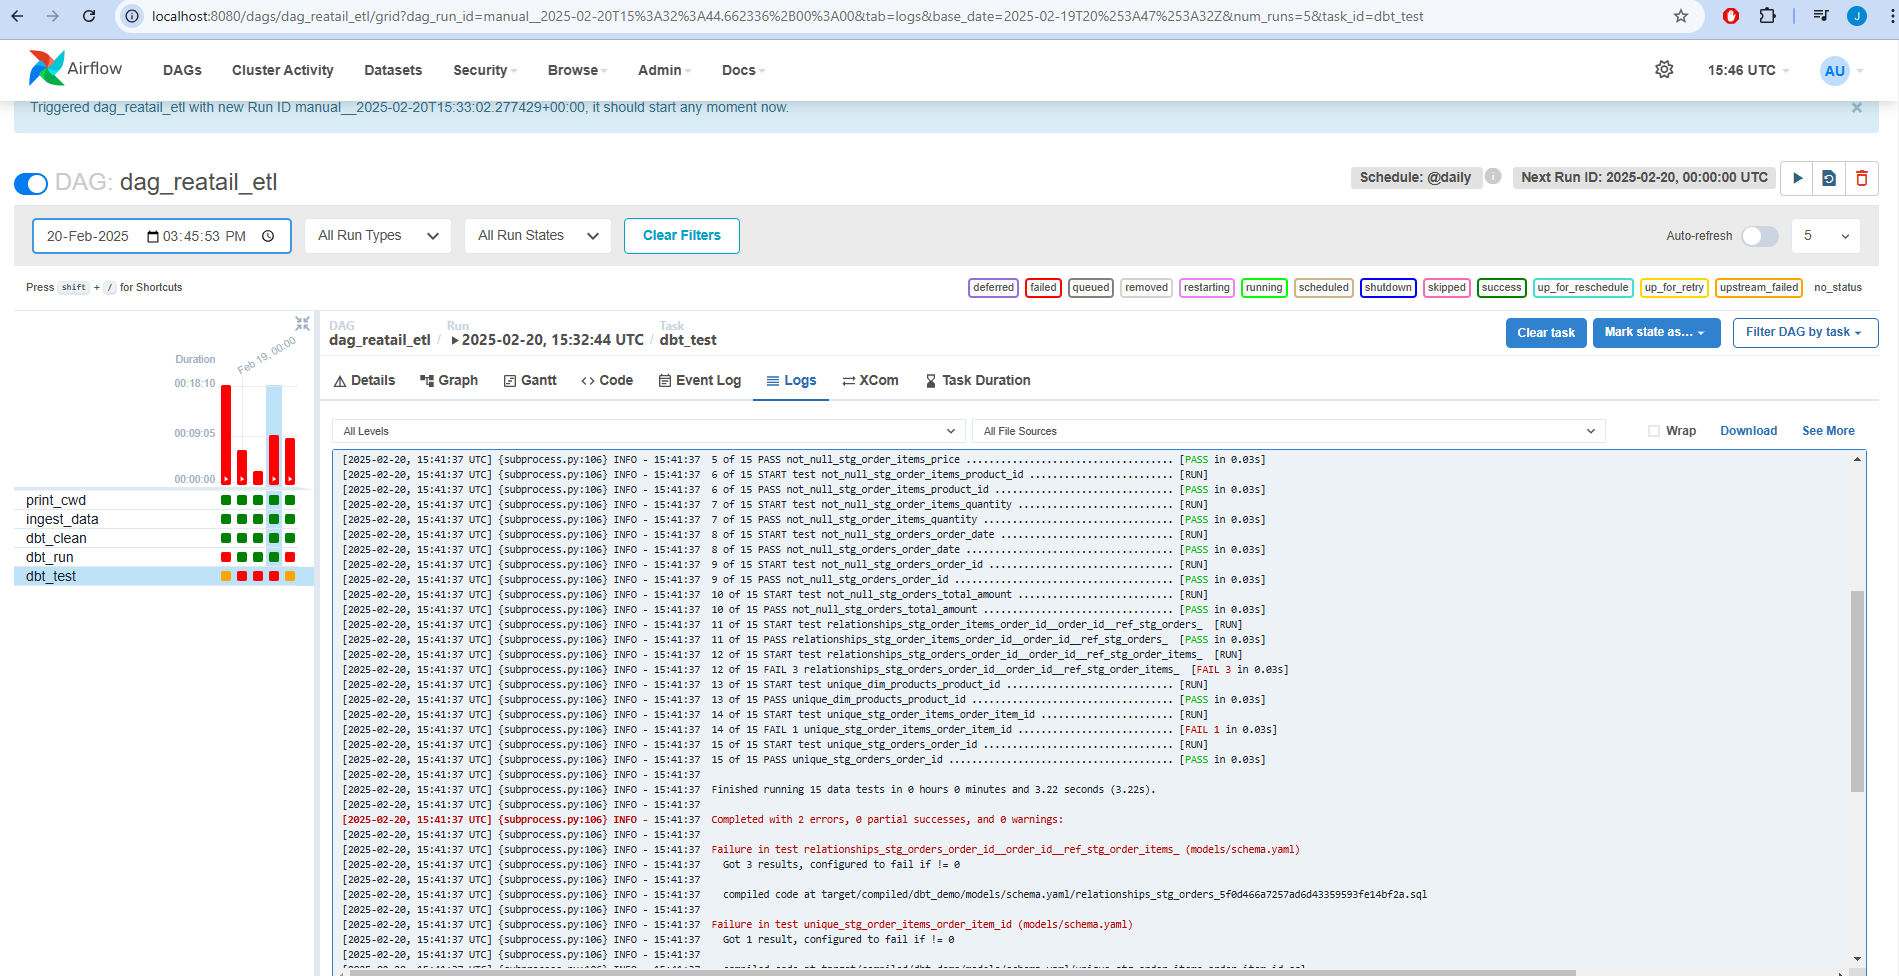 localhost:8080/dags/dag_reatail_etl/grid?dag_run_id=manual__2025-02-20T15%3A32%3A44.662336%2B00%3A00&tab=logs&base_date=2025-02-19T20%253A47%253A32Z&num_runs=5&task_id=dbt_test
J
Airflow DAGs Cluster Activity Datasets Security Browse Admin Docs 15:46 UTC AU
Triggered dag_reatail_etl with new Run ID manual__2025-02-20T15:33:02.277429+00:00, it should start any moment now. ×
DAG: dag_reatail_etl Schedule: @daily i Next Run ID: 2025-02-20, 00:00:00 UTC
20-Feb-2025 03:45:53 PM All Run Types All Run States Clear Filters Auto-refresh 5
Press shift + / for Shortcuts deferred failed queued removed restarting running scheduled shutdown skipped success up_for_reschedule up_for_retry upstream_failed no_status
DAG Run Task
dag_reatail_etl / 2025-02-20, 15:32:44 UTC / dbt_test Clear task Mark state as... Filter DAG by task
Feb 19, 00:00
Duration
00:18:10
00:09:05
00:00:00
print_cwd
ingest_data
dbt_clean
dbt_run
dbt_test
Details Graph Gantt Code Event Log Logs XCom Task Duration
All Levels All File Sources Wrap Download See More
[2025-02-20, 15:41:37 UTC] {subprocess.py:106} INFO - 15:41:37  5 of 15 PASS not_null_stg_order_items_price .................................... [PASS in 0.03s]
[2025-02-20, 15:41:37 UTC] {subprocess.py:106} INFO - 15:41:37  6 of 15 START test not_null_stg_order_items_product_id ......................... [RUN]
[2025-02-20, 15:41:37 UTC] {subprocess.py:106} INFO - 15:41:37  6 of 15 PASS not_null_stg_order_items_product_id ............................... [PASS in 0.03s]
[2025-02-20, 15:41:37 UTC] {subprocess.py:106} INFO - 15:41:37  7 of 15 START test not_null_stg_order_items_quantity ........................... [RUN]
[2025-02-20, 15:41:37 UTC] {subprocess.py:106} INFO - 15:41:37  7 of 15 PASS not_null_stg_order_items_quantity ................................. [PASS in 0.03s]
[2025-02-20, 15:41:37 UTC] {subprocess.py:106} INFO - 15:41:37  8 of 15 START test not_null_stg_orders_order_date .............................. [RUN]
[2025-02-20, 15:41:37 UTC] {subprocess.py:106} INFO - 15:41:37  8 of 15 PASS not_null_stg_orders_order_date .................................... [PASS in 0.03s]
[2025-02-20, 15:41:37 UTC] {subprocess.py:106} INFO - 15:41:37  9 of 15 START test not_null_stg_orders_order_id ................................ [RUN]
[2025-02-20, 15:41:37 UTC] {subprocess.py:106} INFO - 15:41:37  9 of 15 PASS not_null_stg_orders_order_id ...................................... [PASS in 0.03s]
[2025-02-20, 15:41:37 UTC] {subprocess.py:106} INFO - 15:41:37  10 of 15 START test not_null_stg_orders_total_amount ........................... [RUN]
[2025-02-20, 15:41:37 UTC] {subprocess.py:106} INFO - 15:41:37  10 of 15 PASS not_null_stg_orders_total_amount ................................. [PASS in 0.03s]
[2025-02-20, 15:41:37 UTC] {subprocess.py:106} INFO - 15:41:37  11 of 15 START test relationships_stg_order_items_order_id__order_id__ref_stg_orders_  [RUN]
[2025-02-20, 15:41:37 UTC] {subprocess.py:106} INFO - 15:41:37  11 of 15 PASS relationships_stg_order_items_order_id__order_id__ref_stg_orders_  [PASS in 0.03s]
[2025-02-20, 15:41:37 UTC] {subprocess.py:106} INFO - 15:41:37  12 of 15 START test relationships_stg_orders_order_id__order_id__ref_stg_order_items_  [RUN]
[2025-02-20, 15:41:37 UTC] {subprocess.py:106} INFO - 15:41:37  12 of 15 FAIL 3 relationships_stg_orders_order_id__order_id__ref_stg_order_items_  [FAIL 3 in 0.03s]
[2025-02-20, 15:41:37 UTC] {subprocess.py:106} INFO - 15:41:37  13 of 15 START test unique_dim_products_product_id ............................. [RUN]
[2025-02-20, 15:41:37 UTC] {subprocess.py:106} INFO - 15:41:37  13 of 15 PASS unique_dim_products_product_id ................................... [PASS in 0.03s]
[2025-02-20, 15:41:37 UTC] {subprocess.py:106} INFO - 15:41:37  14 of 15 START test unique_stg_order_items_order_item_id ....................... [RUN]
[2025-02-20, 15:41:37 UTC] {subprocess.py:106} INFO - 15:41:37  14 of 15 FAIL 1 unique_stg_order_items_order_item_id ........................... [FAIL 1 in 0.03s]
[2025-02-20, 15:41:37 UTC] {subprocess.py:106} INFO - 15:41:37  15 of 15 START test unique_stg_orders_order_id ................................. [RUN]
[2025-02-20, 15:41:37 UTC] {subprocess.py:106} INFO - 15:41:37  15 of 15 PASS unique_stg_orders_order_id ....................................... [PASS in 0.03s]
[2025-02-20, 15:41:37 UTC] {subprocess.py:106} INFO - 15:41:37
[2025-02-20, 15:41:37 UTC] {subprocess.py:106} INFO - 15:41:37  Finished running 15 data tests in 0 hours 0 minutes and 3.22 seconds (3.22s).
[2025-02-20, 15:41:37 UTC] {subprocess.py:106} INFO - 15:41:37
[2025-02-20, 15:41:37 UTC] {subprocess.py:106} INFO - 15:41:37  Completed with 2 errors, 0 partial successes, and 0 warnings:
[2025-02-20, 15:41:37 UTC] {subprocess.py:106} INFO - 15:41:37
[2025-02-20, 15:41:37 UTC] {subprocess.py:106} INFO - 15:41:37  Failure in test relationships_stg_orders_order_id__order_id__ref_stg_order_items_ (models/schema.yaml)
[2025-02-20, 15:41:37 UTC] {subprocess.py:106} INFO - 15:41:37    Got 3 results, configured to fail if != 0
[2025-02-20, 15:41:37 UTC] {subprocess.py:106} INFO - 15:41:37
[2025-02-20, 15:41:37 UTC] {subprocess.py:106} INFO - 15:41:37    compiled code at target/compiled/dbt_demo/models/schema.yaml/relationships_stg_orders_5f0d466a7257ad6d43359593fe14bf2a.sql
[2025-02-20, 15:41:37 UTC] {subprocess.py:106} INFO - 15:41:37
[2025-02-20, 15:41:37 UTC] {subprocess.py:106} INFO - 15:41:37  Failure in test unique_stg_order_items_order_item_id (models/schema.yaml)
[2025-02-20, 15:41:37 UTC] {subprocess.py:106} INFO - 15:41:37    Got 1 result, configured to fail if != 0
[2025-02-20, 15:41:37 UTC] {subprocess.py:106} INFO - 15:41:37